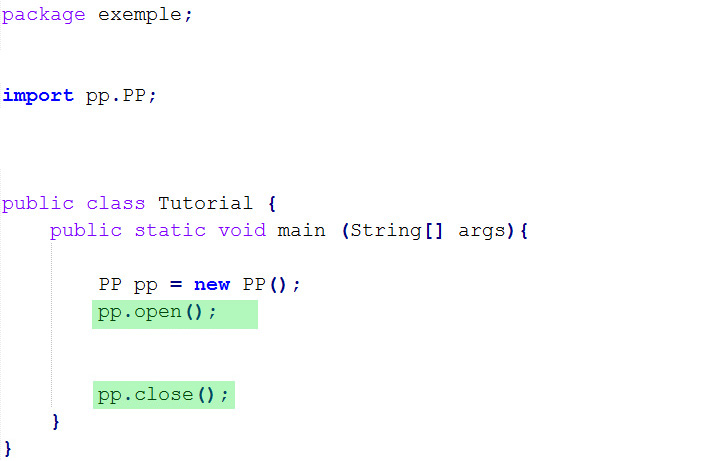 package exemple;
import pp.PP;
public class Tutorial {
public static void main (String[] args){
PP pp = new PP();
pp.open();
pp.close();
}
}